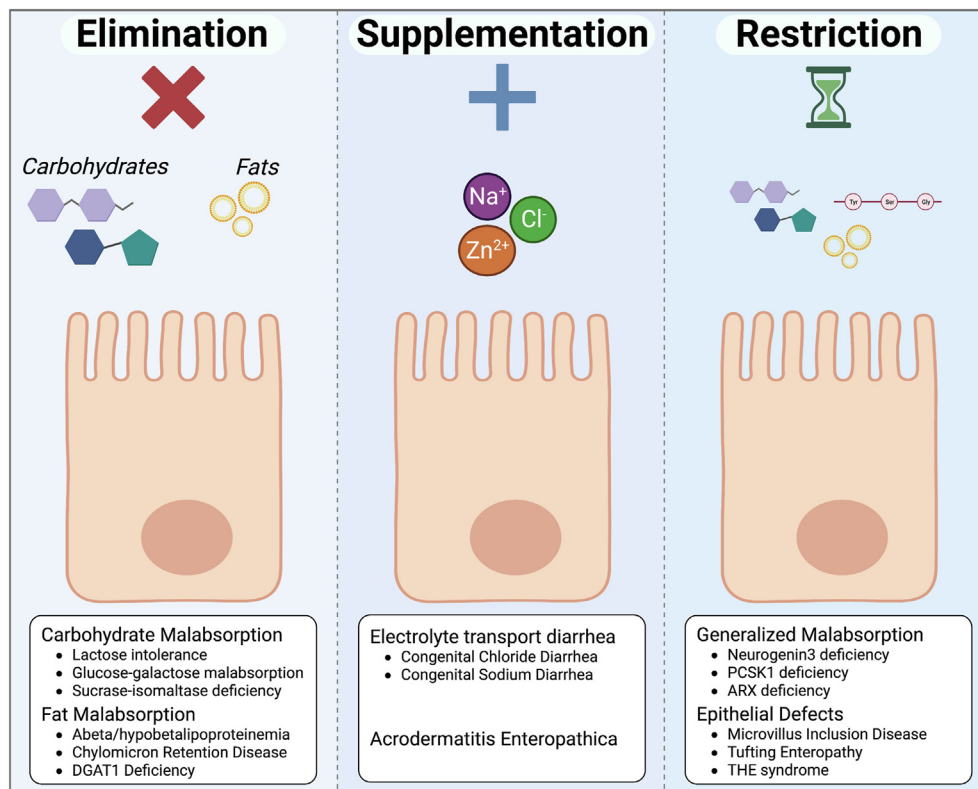 Elimination
Carbohydrates
Fats
Carbohydrate Malabsorption
• Lactose intolerance
• Glucose-galactose malabsorption
• Sucrase-isomaltase deficiency
Fat Malabsorption
• Abeta/hypobetalipoproteinemia
• Chylomicron Retention Disease
• DGAT1 Deficiency
Supplementation
Na⁺
Cl⁻
Zn²⁺
Electrolyte transport diarrhea
• Congenital Chloride Diarrhea
• Congenital Sodium Diarrhea
Acrodermatitis Enteropathica
Restriction
Tyr Ser Gly
Generalized Malabsorption
• Neurogenin3 deficiency
• PCSK1 deficiency
• ARX deficiency
Epithelial Defects
• Microvillus Inclusion Disease
• Tufting Enteropathy
• THE syndrome